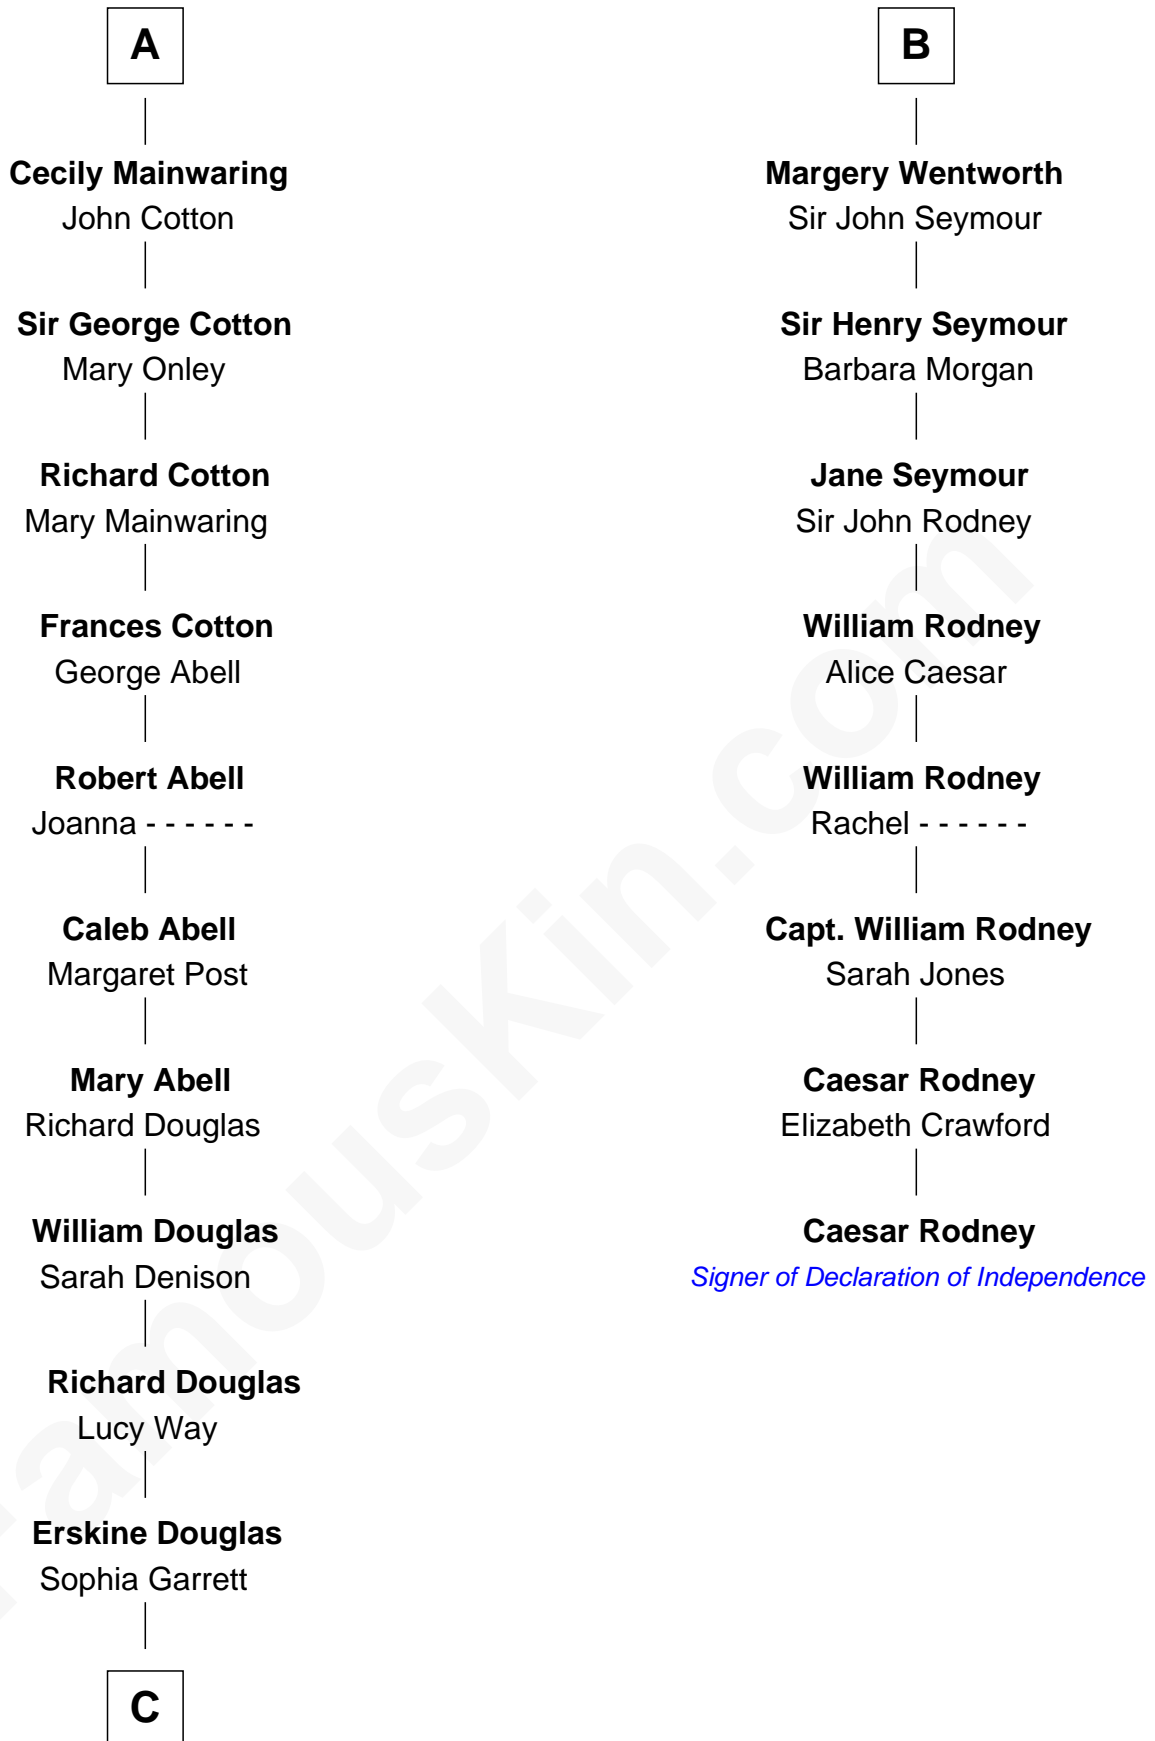 A
Cecily Mainwaring
John Cotton
Sir George Cotton
Mary Onley
Richard Cotton
Mary Mainwaring
Frances Cotton
George Abell
Robert Abell
Joanna - - - - - -
Caleb Abell
Margaret Post
Mary Abell
Richard Douglas
William Douglas
Sarah Denison
Richard Douglas
Lucy Way
Erskine Douglas
Sophia Garrett
C
B
Margery Wentworth
Sir John Seymour
Sir Henry Seymour
Barbara Morgan
Jane Seymour
Sir John Rodney
William Rodney
Alice Caesar
William Rodney
Rachel - - - - - -
Capt. William Rodney
Sarah Jones
Caesar Rodney
Elizabeth Crawford
Caesar Rodney
Signer of Declaration of Independence
FamousKin.com